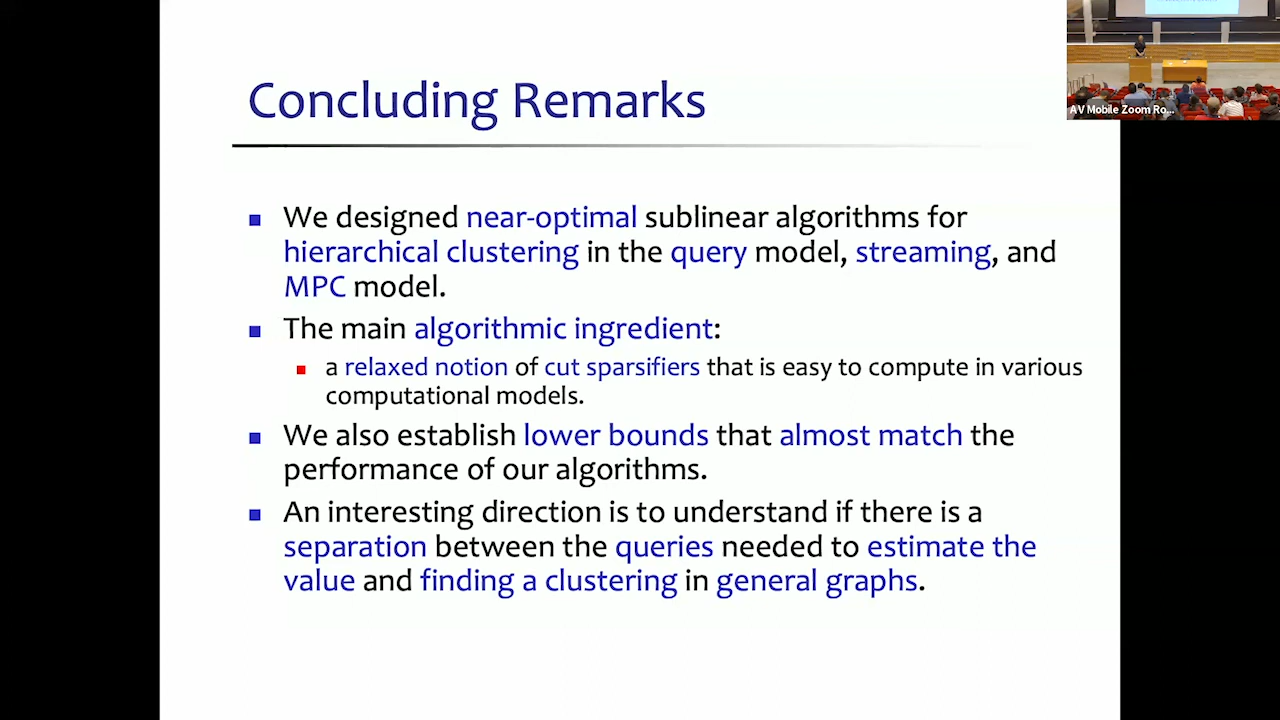 Concluding Remarks
AV Mobile Zoom Ro...
We designed near-optimal sublinear algorithms for
hierarchical clustering in the query model, streaming, and
MPC model.
The main algorithmic ingredient:
a relaxed notion of cut sparsifiers that is easy to compute in various
computational models.
We also establish lower bounds that almost match the
performance of our algorithms.
An interesting direction is to understand if there is a
separation between the queries needed to estimate the
value and finding a clustering in general graphs.